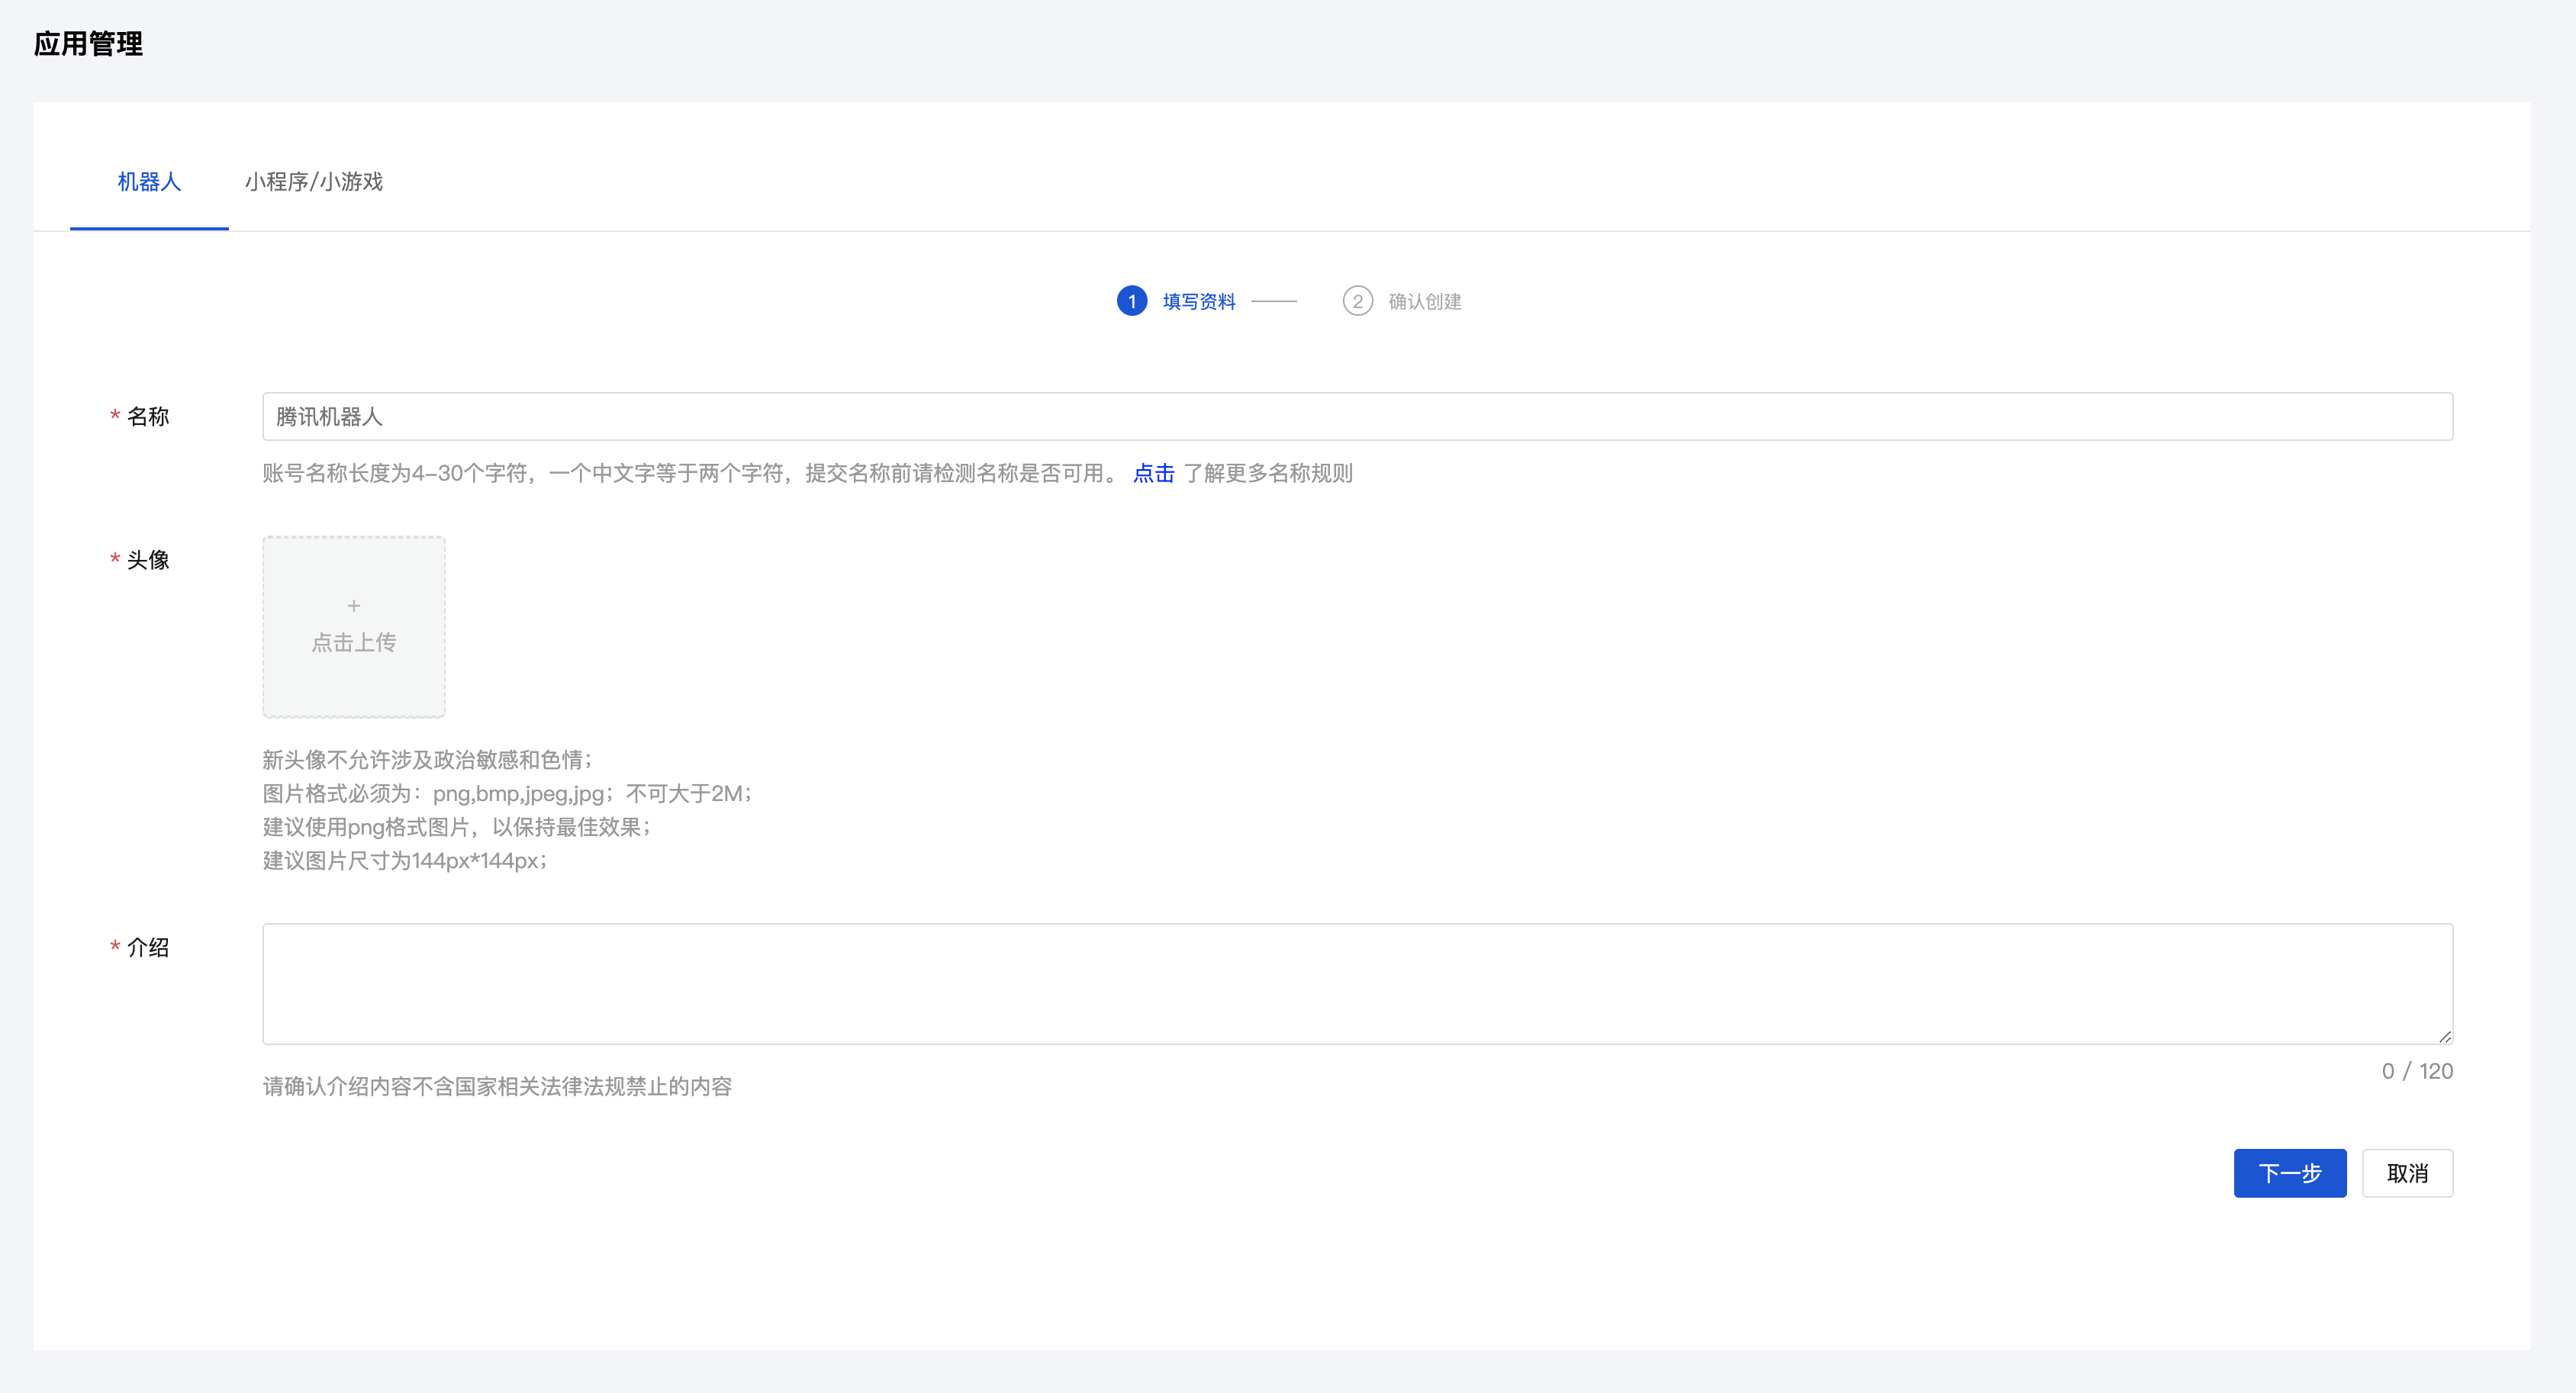 应用管理
机器人 小程序/小游戏
1 填写资料 2 确认创建
* 名称 腾讯机器人
账号名称长度为4-30个字符，一个中文字等于两个字符，提交名称前请检测名称是否可用。 点击 了解更多名称规则
* 头像
+
点击上传
新头像不允许涉及政治敏感和色情；
图片格式必须为：png,bmp,jpeg,jpg；不可大于2M；
建议使用png格式图片，以保持最佳效果；
建议图片尺寸为144px*144px；
* 介绍
0 / 120
请确认介绍内容不含国家相关法律法规禁止的内容
下一步 取消